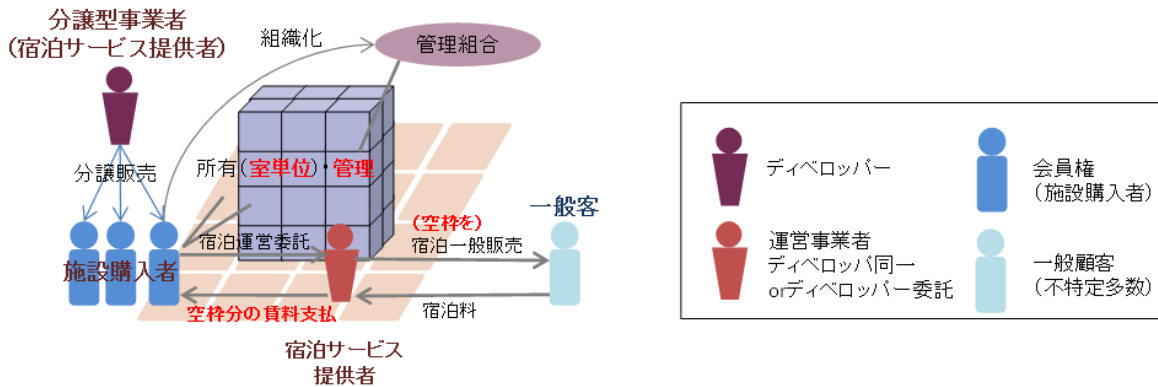 分譲型事業者
(宿泊サービス提供者)
組織化
管理組合
分譲販売
所有(室単位)・管理
一般客
(空枠を)
宿泊運営委託
宿泊一般販売
施設購入者
空枠分の賃料支払
宿泊料
宿泊サービス
提供者
ディベロッパー
会員権
(施設購入者)
運営事業者
ディベロッパ同一
orディベロッパー委託
一般顧客
(不特定多数)